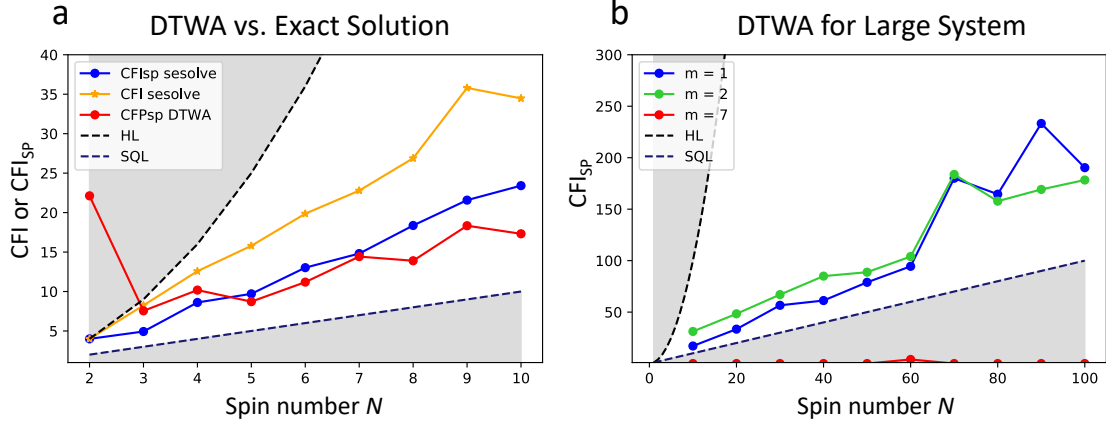 a
DTWA vs. Exact Solution
CFI or CFI_SP
40
35
30
25
20
15
10
5
CFIsp sesolve
CFI sesolve
CFPsp DTWA
HL
SQL
2 3 4 5 6 7 8 9 10
Spin number N
b
DTWA for Large System
CFI_SP
300
250
200
150
100
50
m = 1
m = 2
m = 7
HL
SQL
0 20 40 60 80 100
Spin number N